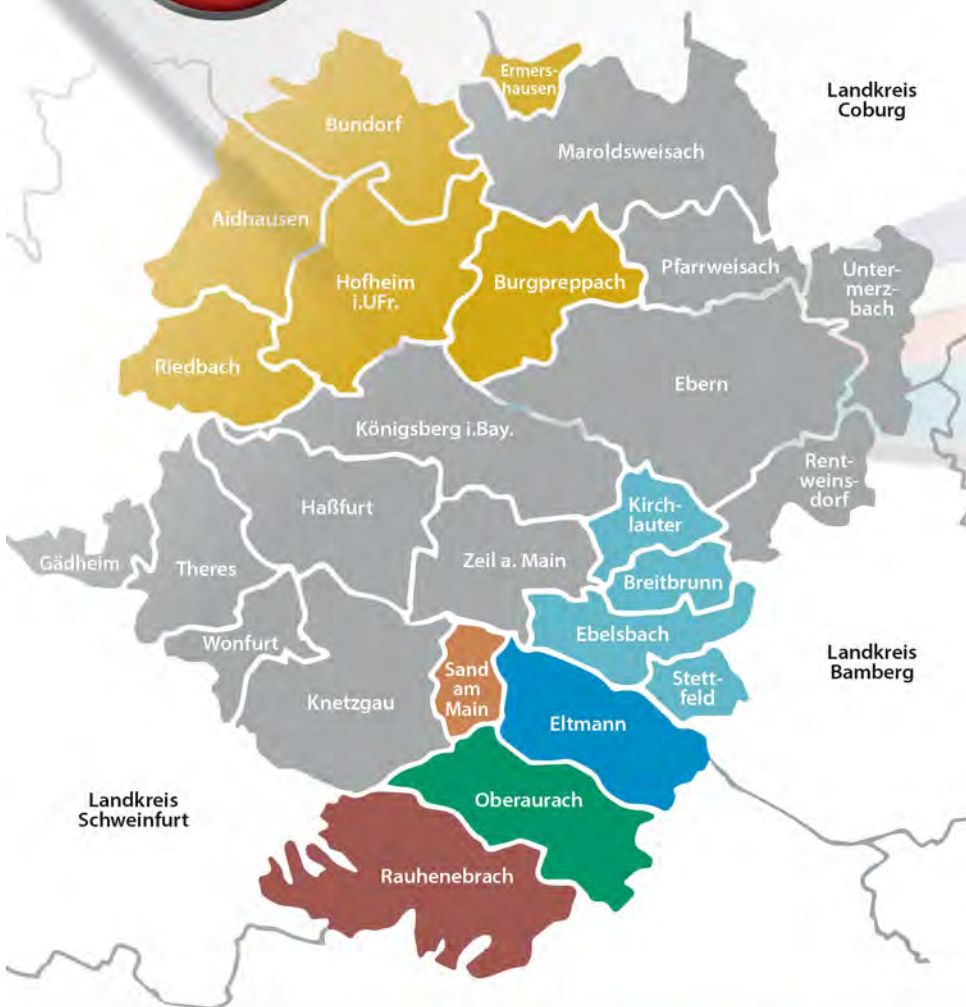 Ermers-
hausen
Landkreis
Coburg
Bundorf
Maroldsweisach
Aidhausen
Hofheim
i.UFr.
Burgpreppach
Pfarrweisach
Unter-
merz-
bach
Riedbach
Ebern
Königsberg i.Bay.
Rent-
weins-
dorf
Haßfurt
Kirch-
lauter
Gädheim
Theres
Zeil a. Main
Breitbrunn
Wonfurt
Ebelsbach
Landkreis
Bamberg
Sand
am
Main
Stett-
feld
Knetzgau
Eltmann
Landkreis
Schweinfurt
Oberaurach
Rauhenebrach